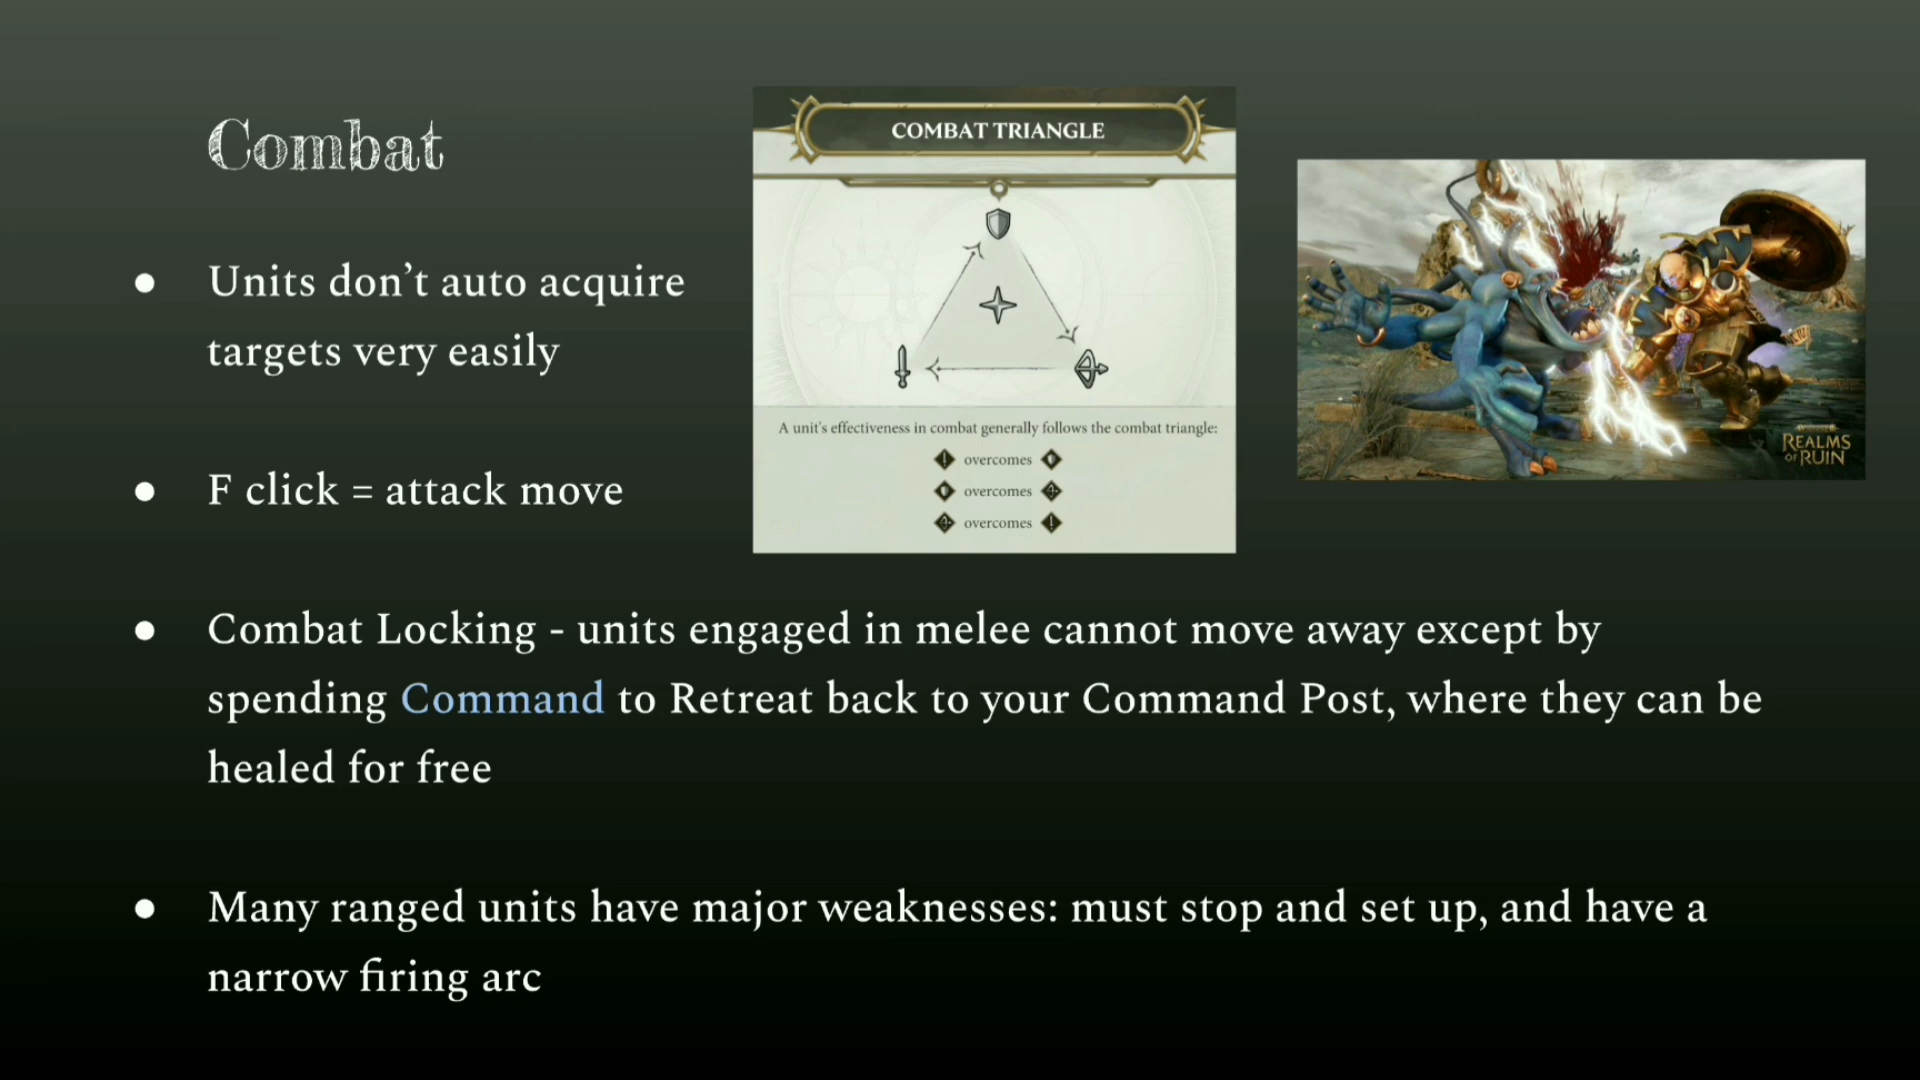 Combat
COMBAT TRIANGLE
Units don’t auto acquire
targets very easily
F click = attack move
A unit's effectiveness in combat generally follows the combat triangle:
overcomes
overcomes
overcomes
REALMS
OF RUIN
Combat Locking - units engaged in melee cannot move away except by
spending Command to Retreat back to your Command Post, where they can be
healed for free
Many ranged units have major weaknesses: must stop and set up, and have a
narrow firing arc